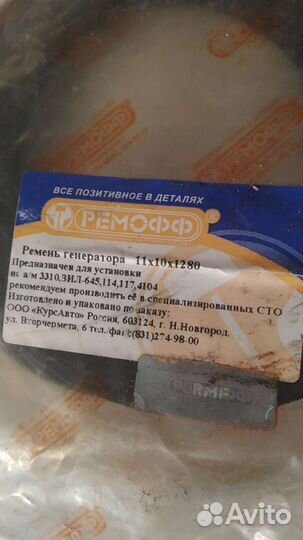 РЕМОФФ
ВСЕ ПОЗИТИВНОЕ В ДЕТАЛЯХ
РЕМОФФ®
Ремень генератора 11х10х1280
Предназначен для установки
на а/м 3310,ЗИЛ-645,114,117,4104
рекомендуем производить её в специализированных СТО
Изготовлено и упаковано по заказу:
ООО «КурсАвто» Россия, 603124, г. Н.Новгород,
ул. Вторчермета, 6 тел./факс(831)274-98-00
Avito